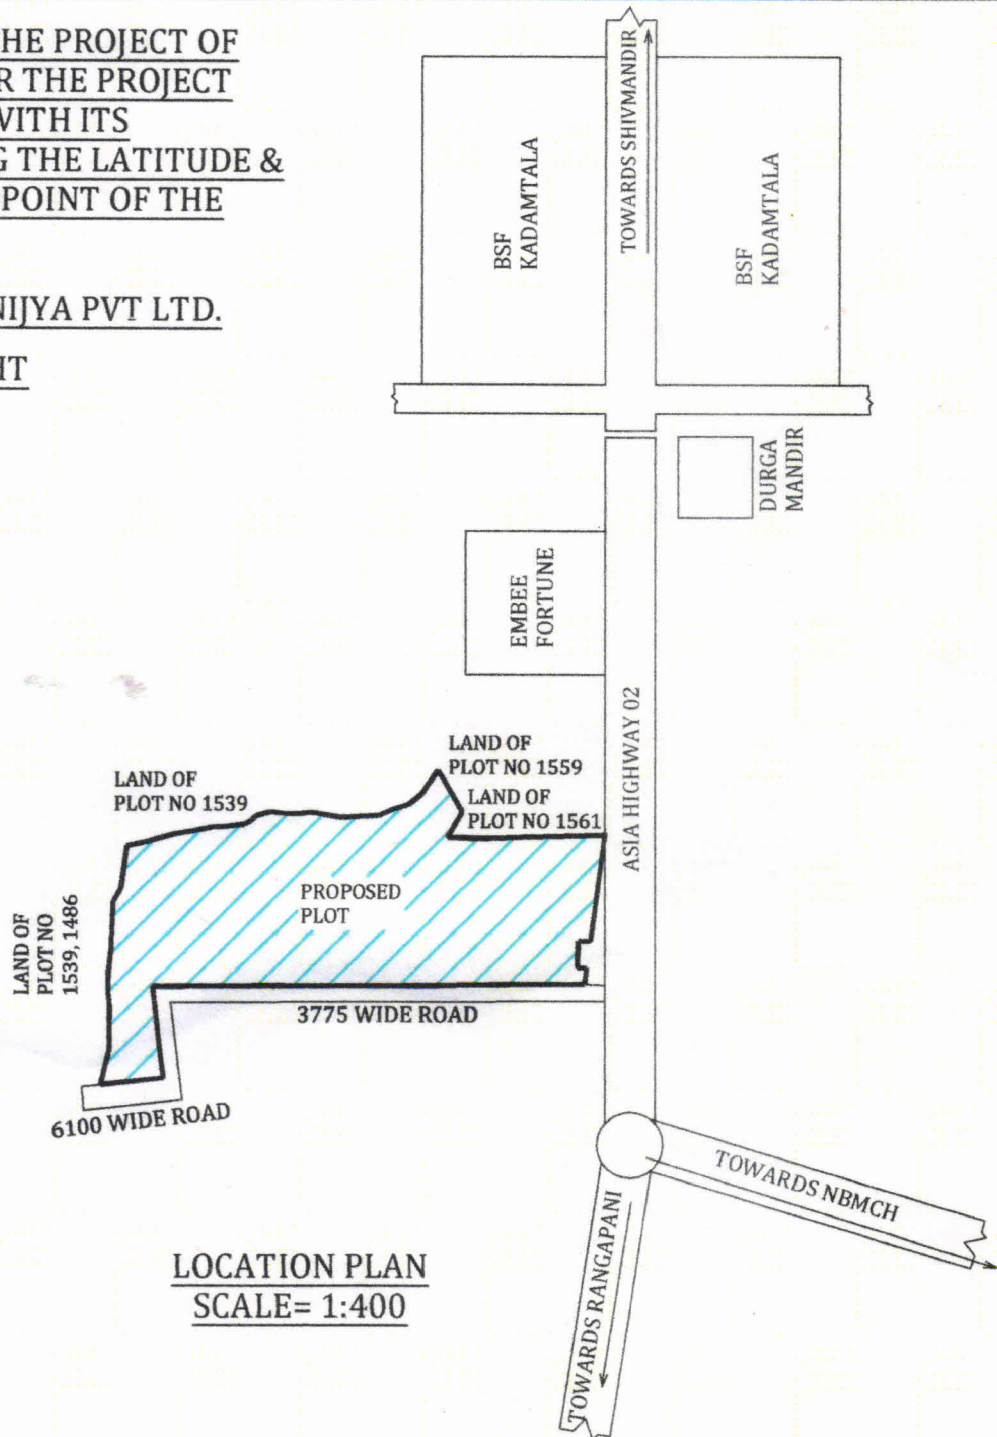 HE PROJECT OF
R THE PROJECT
WITH ITS
G THE LATITUDE &
POINT OF THE
NIJYA PVT LTD.
HT
TOWARDS SHIVMANDIR
BSF
KADAMTALA
BSF
KADAMTALA
DURGA
MANDIR
EMBEE
FORTUNE
ASIA HIGHWAY 02
LAND OF
PLOT NO 1559
LAND OF
PLOT NO 1561
LAND OF
PLOT NO 1539
PROPOSED
PLOT
LAND OF
PLOT NO
1539, 1486
3775 WIDE ROAD
6100 WIDE ROAD
TOWARDS NBMCH
TOWARDS RANGAPANI
LOCATION PLAN
SCALE= 1:400